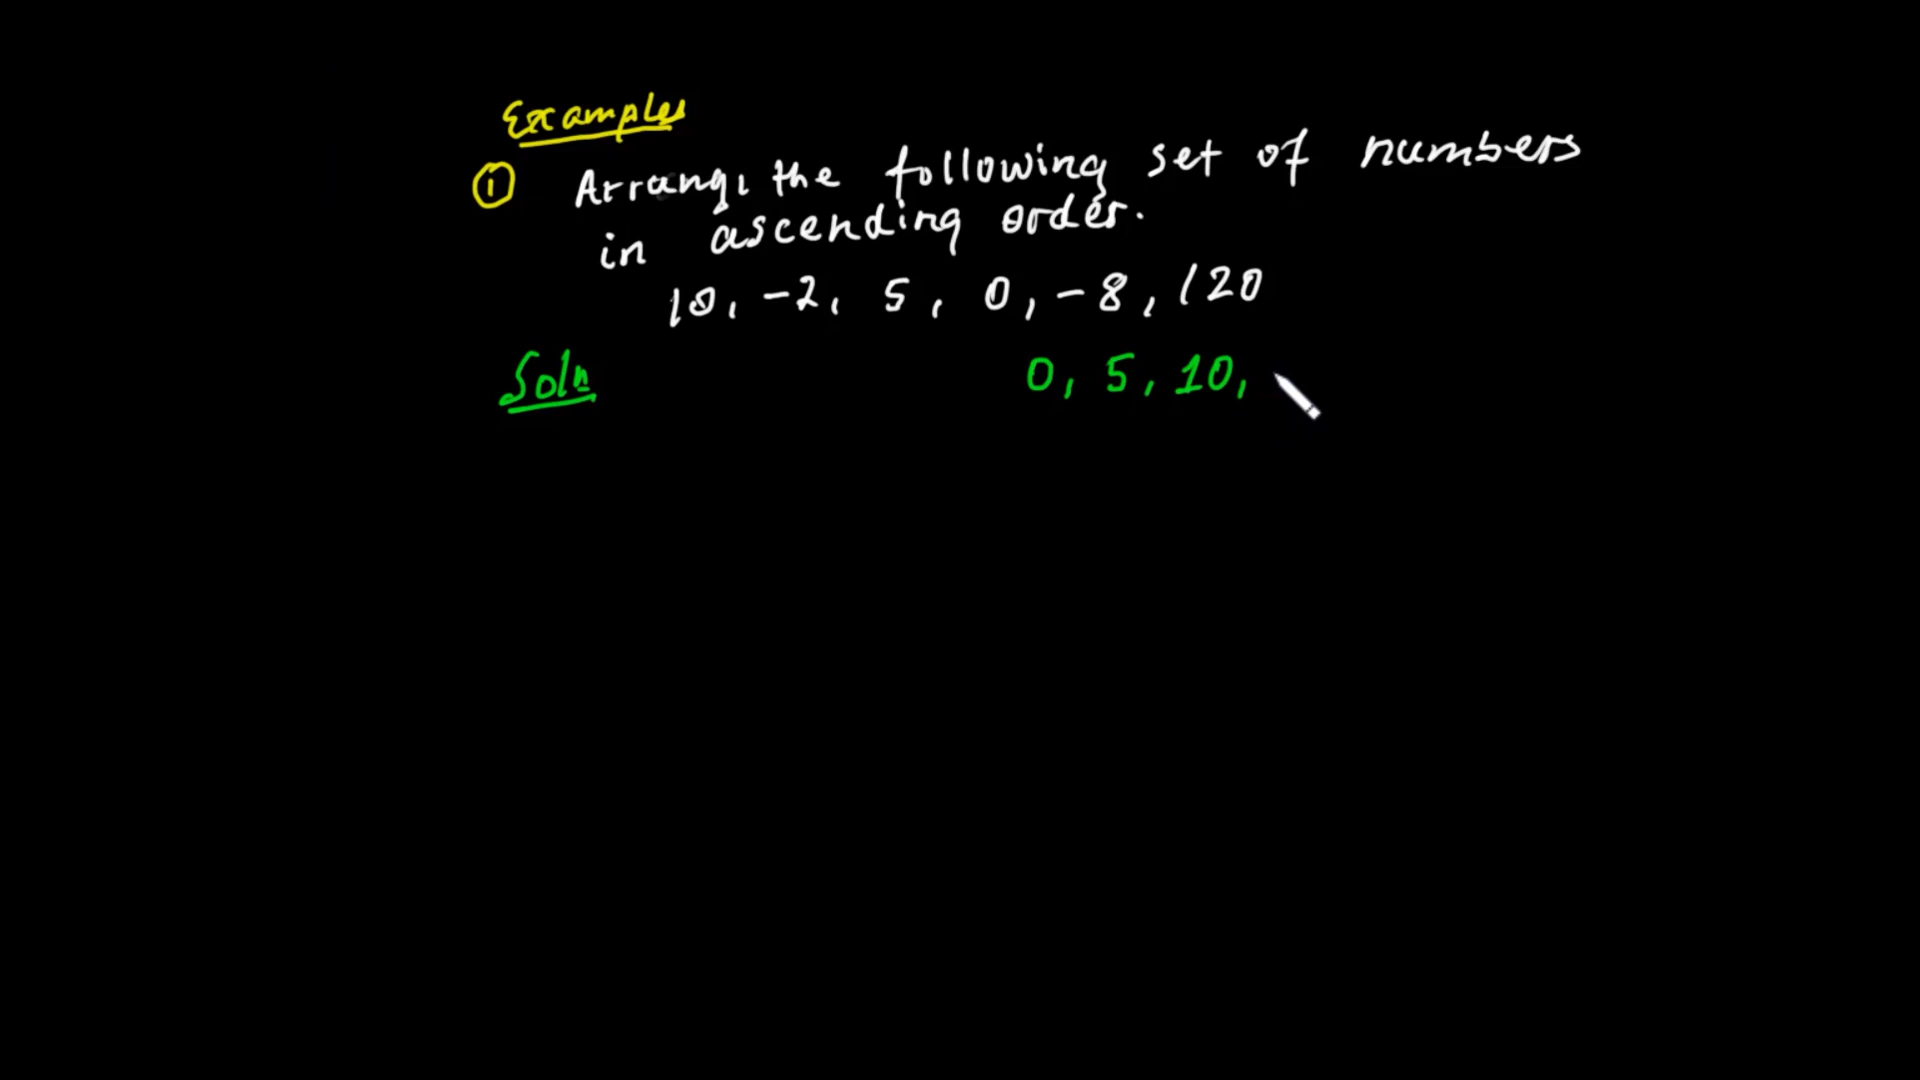 Examples
① Arrange the following set of numbers
in ascending order.
10, -2, 5, 0, -8, 120
Soln 0, 5, 10,